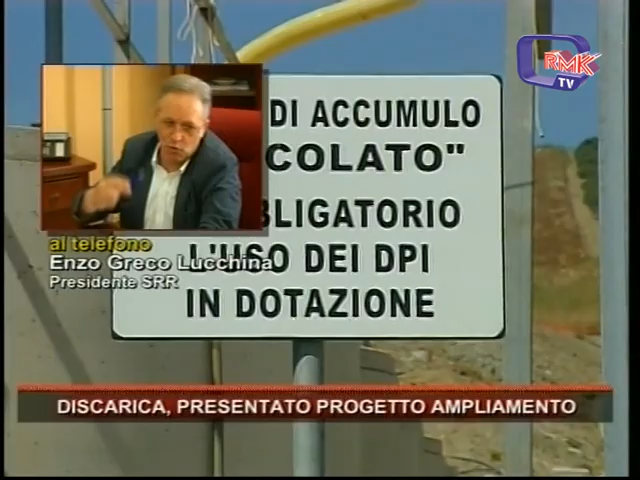 RMK
TV
DI ACCUMULO
COLATO"
BLIGATORIO
L'USO DEI DPI
IN DOTAZIONE
al telefono
Enzo Greco Lucchina
Presidente SRR
DISCARICA, PRESENTATO PROGETTO AMPLIAMENTO